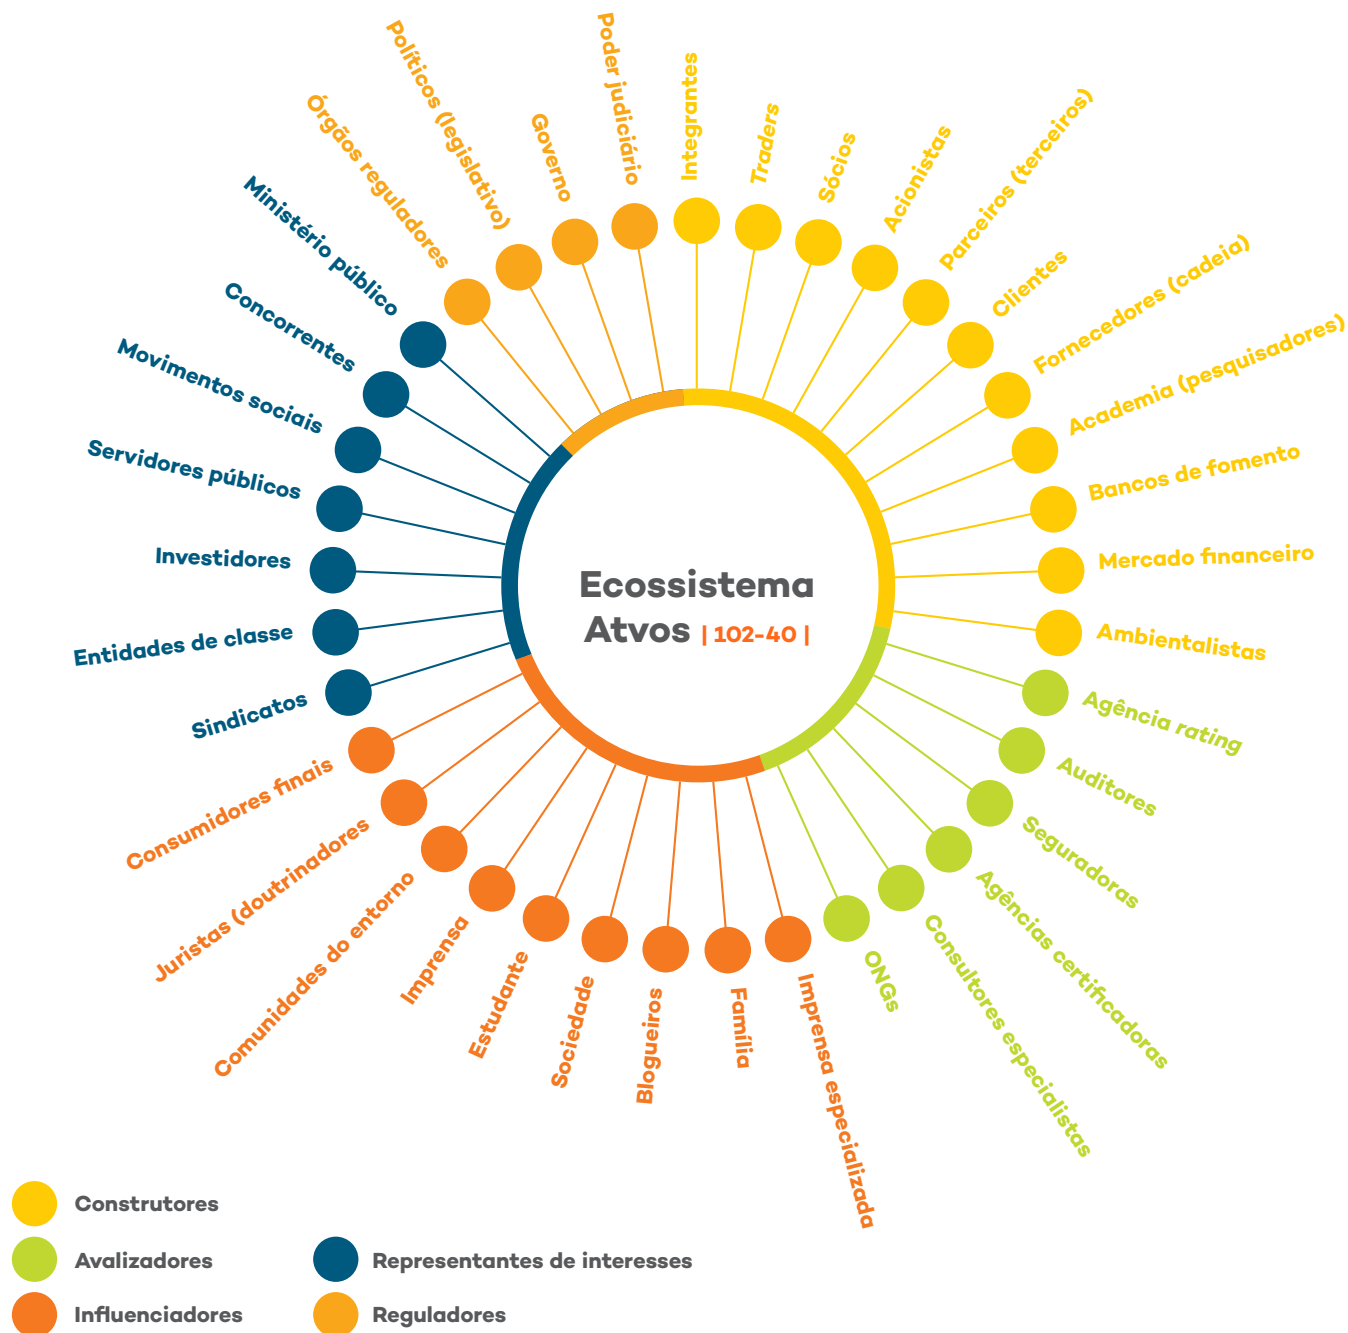 Integrantes
Traders
Sócios
Acionistas
Parceiros (terceiros)
Clientes
Fornecedores (cadeia)
Academia (pesquisadores)
Bancos de fomento
Mercado financeiro
Ambientalistas
Agência rating
Auditores
Seguradoras
Agências certificadoras
Consultores especialistas
ONGs
Imprensa especializada
Família
Blogueiros
Sociedade
Estudante
Imprensa
Comunidades do entorno
Juristas (doutrinadores)
Consumidores finais
Sindicatos
Entidades de classe
Investidores
Servidores públicos
Movimentos sociais
Concorrentes
Ministério público
Órgãos reguladores
Políticos (legislativo)
Governo
Poder judiciário
Ecossistema
Atvos | 102-40 |
Construtores
Avalizadores
Influenciadores
Representantes de interesses
Reguladores